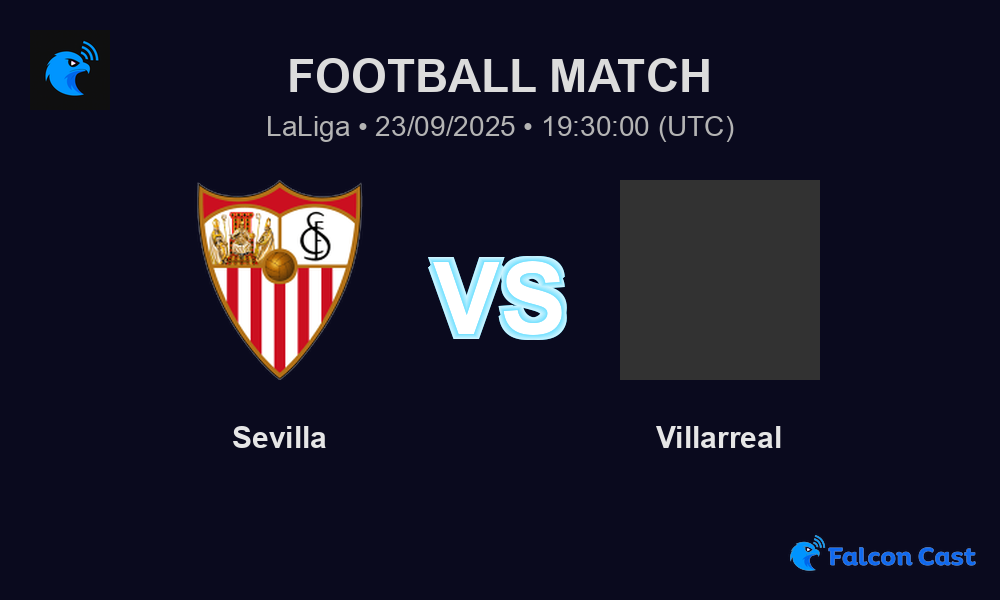 FOOTBALL MATCH
LaLiga • 23/09/2025 • 19:30:00 (UTC)
VS
Sevilla
Villarreal
Falcon Cast